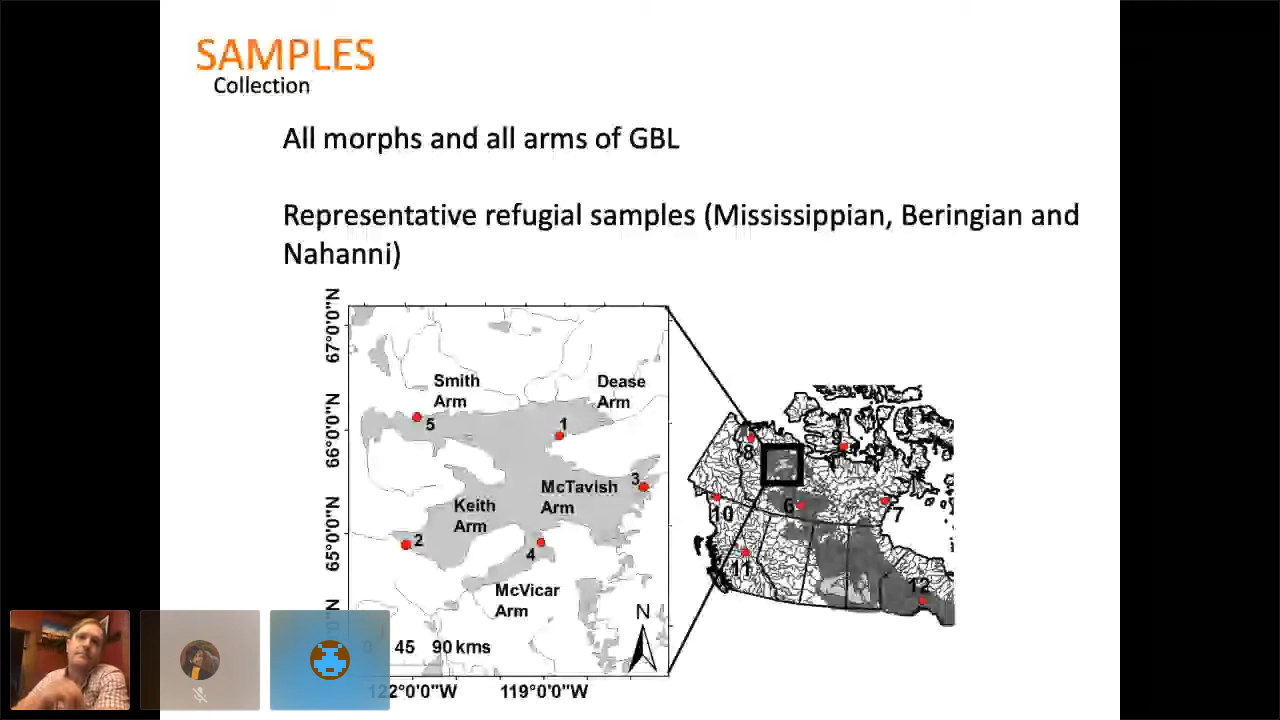 SAMPLES
Collection
All morphs and all arms of GBL
Representative refugial samples (Mississippian, Beringian and
Nahanni)
67°0'0"N
66°0'0"N
65°0'0"N
Smith
Arm
Dease
Arm
5
1
McTavish
Arm
3
Keith
Arm
2
4
McVicar
Arm
N
0 45 90 kms
122°0'0"W 119°0'0"W
8
9
6
7
10
11
12